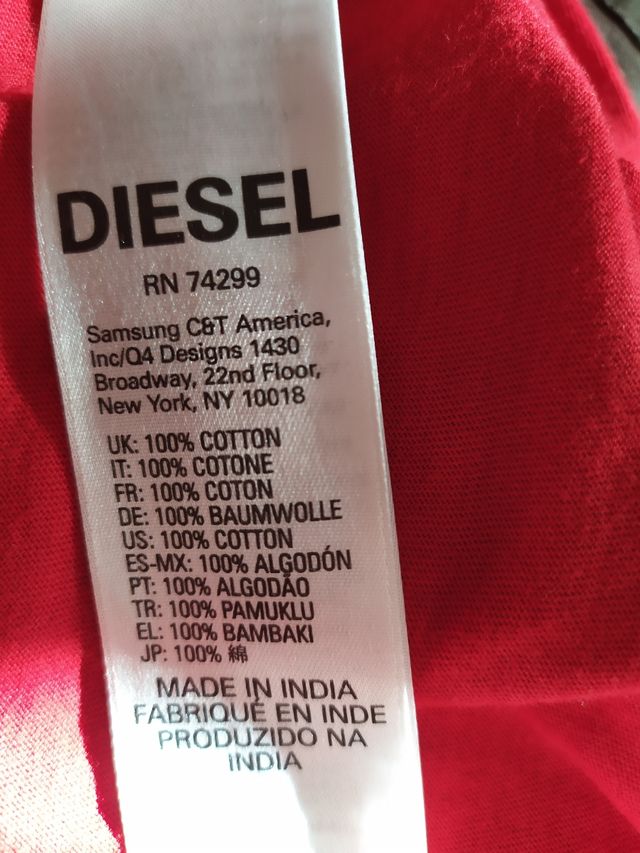 DIESEL
RN 74299
Samsung C&T America,
Inc/Q4 Designs 1430
Broadway, 22nd Floor,
New York, NY 10018
UK: 100% COTTON
IT: 100% COTONE
FR: 100% COTON
DE: 100% BAUMWOLLE
US: 100% COTTON
ES-MX: 100% ALGODÓN
PT: 100% ALGODÃO
TR: 100% PAMUKLU
EL: 100% BAMBAKI
JP: 100% 綿
MADE IN INDIA
FABRIQUÉ EN INDE
PRODUZIDO NA
INDIA